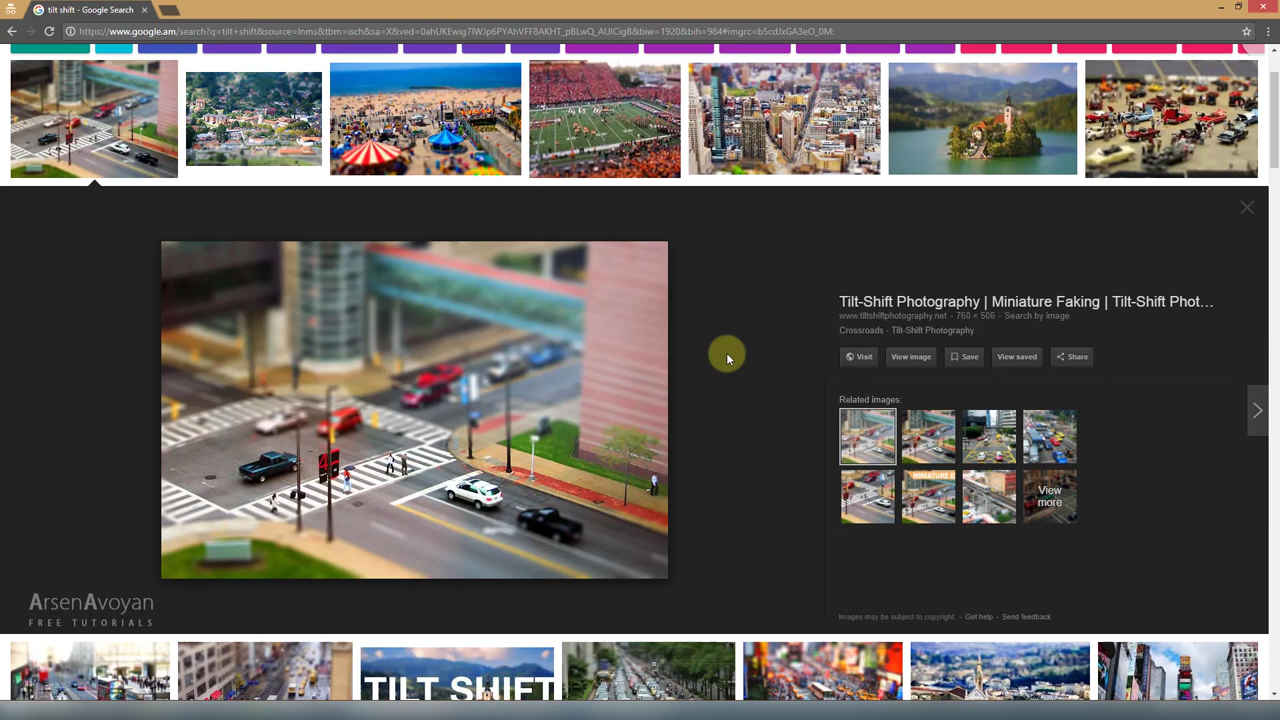 tilt shift - Google Search
https://www.google.am/search?q=tilt+shift&source=lnms&tbm=isch&sa=X&ved=0ahUKEwig7IWJp6PYAhVFF8AKHT_pBLwQ_AUICigB&biw=1920&bih=984#imgrc=b5cdJxGA3eO_0M:
Tilt-Shift Photography | Miniature Faking | Tilt-Shift Phot...
www.tiltshiftphotography.net - 760 × 506 - Search by image
Crossroads - Tilt-Shift Photography
Visit
View image
Save
View saved
Share
Related images:
View
more
Images may be subject to copyright. - Get help - Send feedback
ArsenAvoyan
FREE TUTORIALS
TILT SHIFT